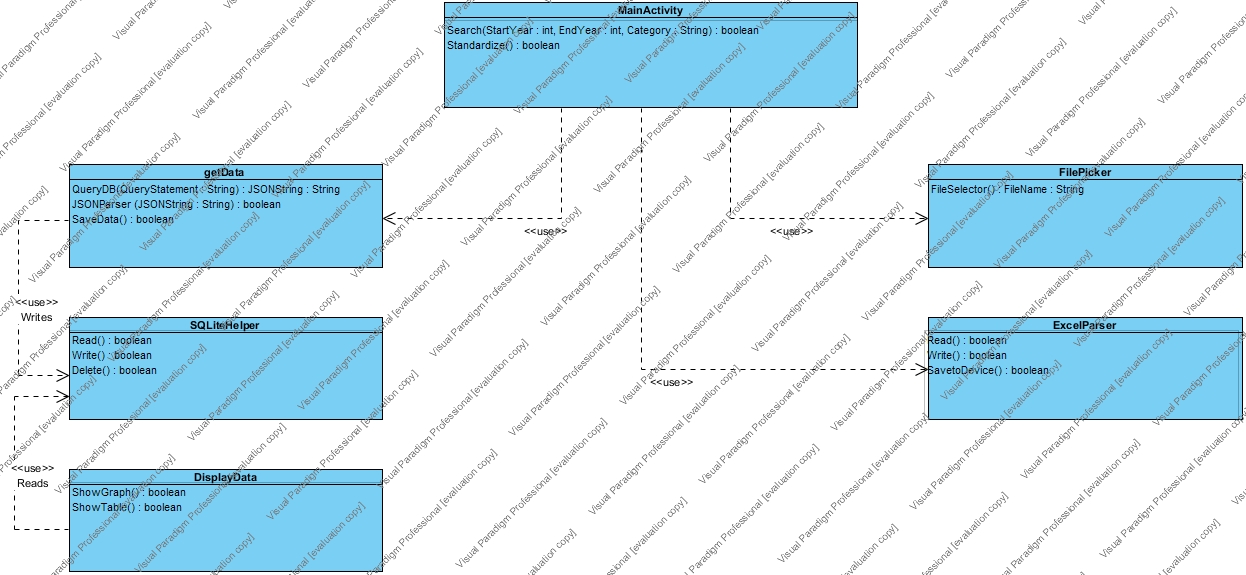 MainActivity
Search(StartYear : int, EndYear : int, Category : String) : boolean
Standardize() : boolean
getData
QueryDB(QueryStatement : String) : JSONString : String
JSONParser (JSONString : String) : boolean
SaveData() : boolean
FilePicker
FileSelector() : FileName : String
<<use>>
<<use>>
<<use>>
Writes
SQLiteHelper
Read() : boolean
Write() : boolean
Delete() : boolean
ExcelParser
Read() : boolean
Write() : boolean
SavetoDevice() : boolean
<<use>>
<<use>>
Reads
DisplayData
ShowGraph() : boolean
ShowTable() : boolean
Visual Paradigm Professional [evaluation copy]